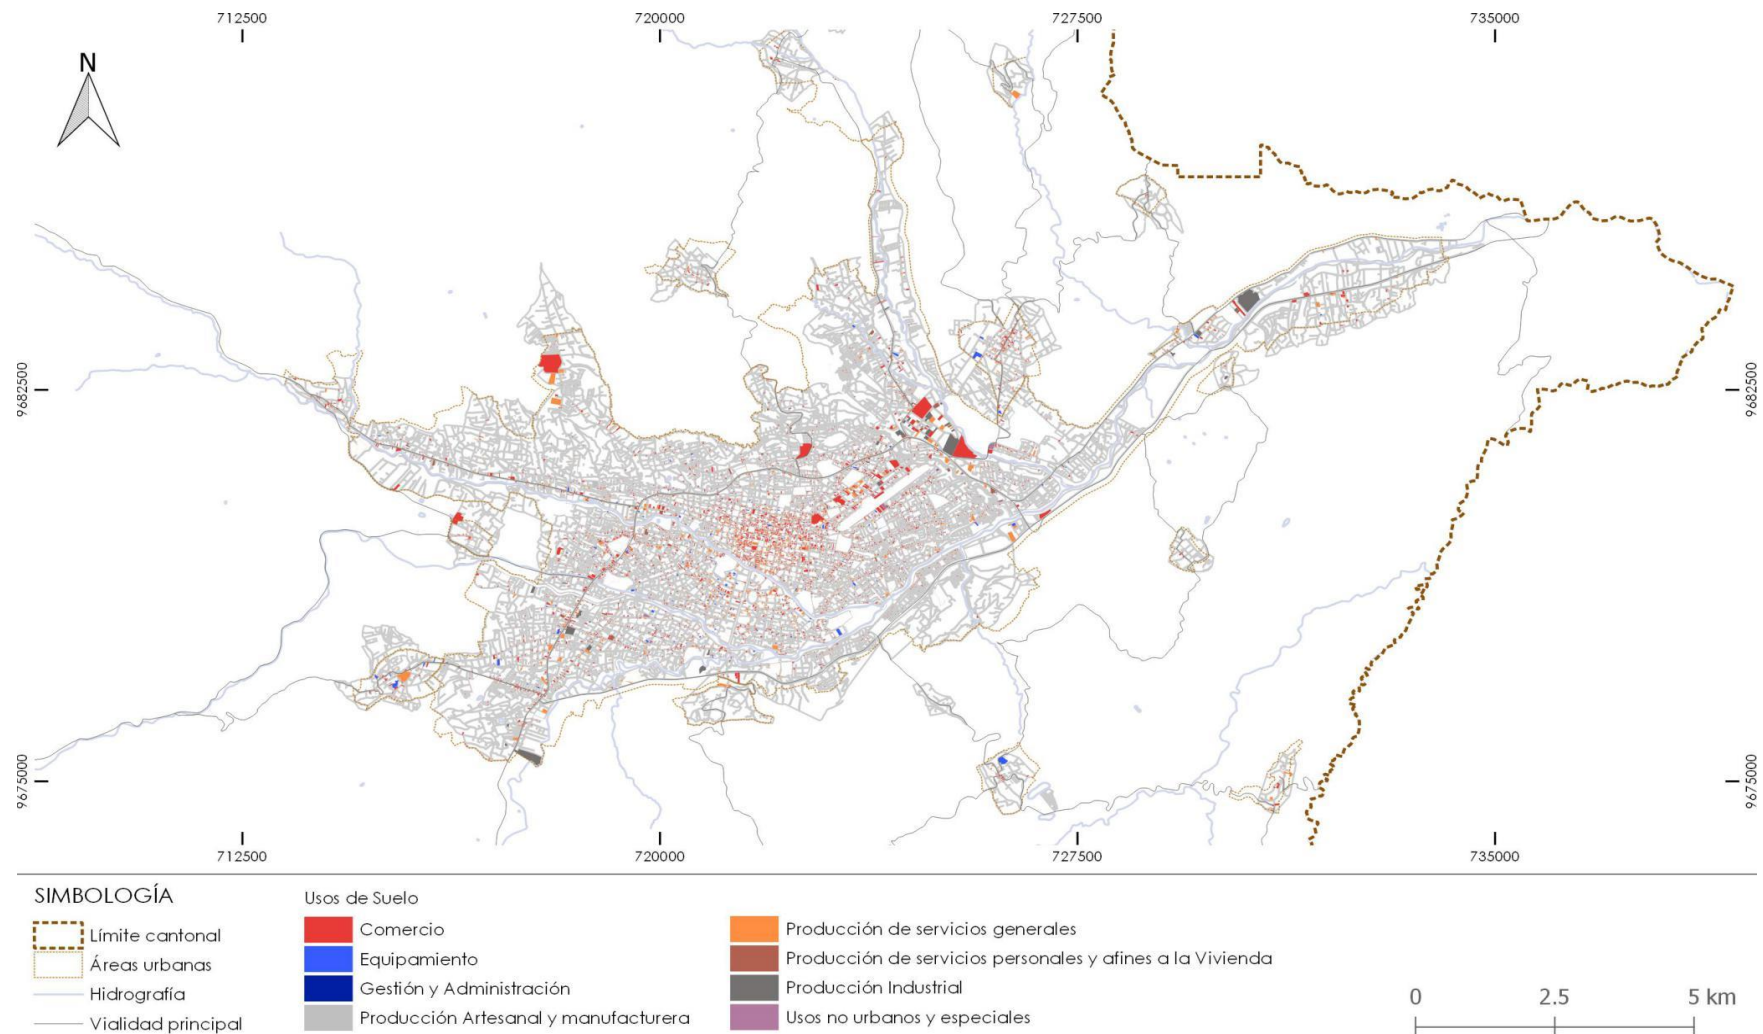 712500 720000 727500 735000
N
9682500 9682500
9675000 9675000
712500 720000 727500 735000
SIMBOLOGÍA
Límite cantonal
Áreas urbanas
Hidrografía
Vialidad principal
Usos de Suelo
Comercio
Equipamiento
Gestión y Administración
Producción Artesanal y manufacturera
Producción de servicios generales
Producción de servicios personales y afines a la Vivienda
Producción Industrial
Usos no urbanos y especiales
0 2.5 5 km